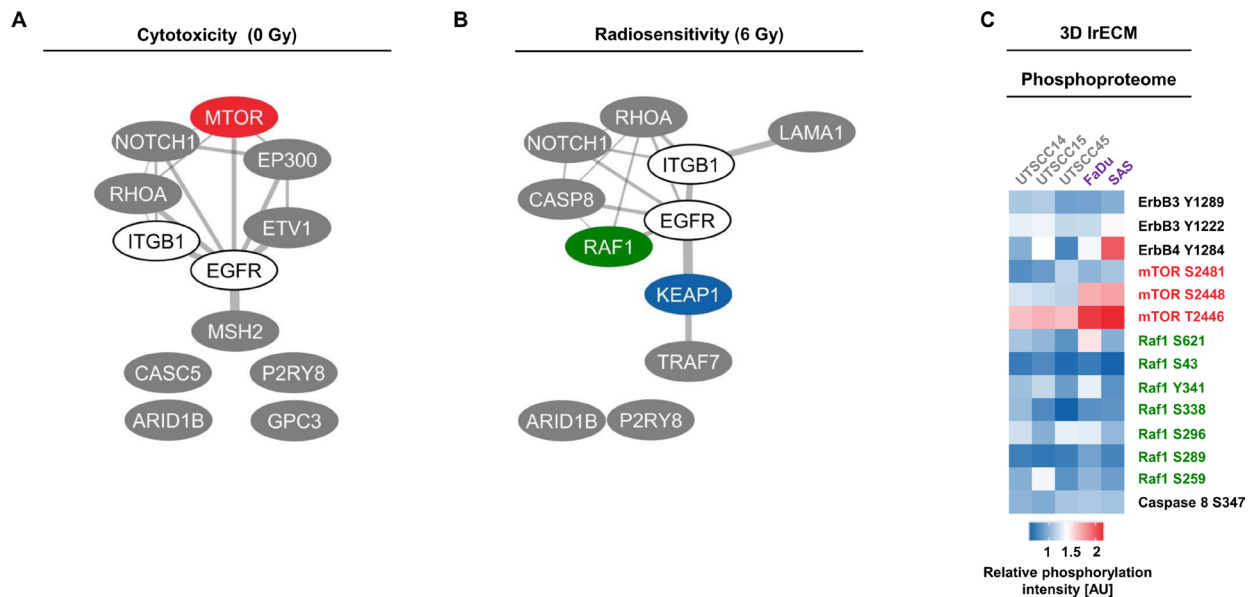 A
Cytotoxicity (0 Gy)
MTOR
NOTCH1
EP300
RHOA
ETV1
ITGB1
EGFR
MSH2
CASC5
P2RY8
ARID1B
GPC3
B
Radiosensitivity (6 Gy)
RHOA
LAMA1
NOTCH1
ITGB1
CASP8
EGFR
RAF1
KEAP1
TRAF7
ARID1B
P2RY8
C
3D lrECM
Phosphoproteome
UTSCC14
UTSCC15
UTSCC45
FaDu
SAS
ErbB3 Y1289
ErbB3 Y1222
ErbB4 Y1284
mTOR S2481
mTOR S2448
mTOR T2446
Raf1 S621
Raf1 S43
Raf1 Y341
Raf1 S338
Raf1 S296
Raf1 S289
Raf1 S259
Caspase 8 S347
1 1.5 2
Relative phosphorylation
intensity [AU]